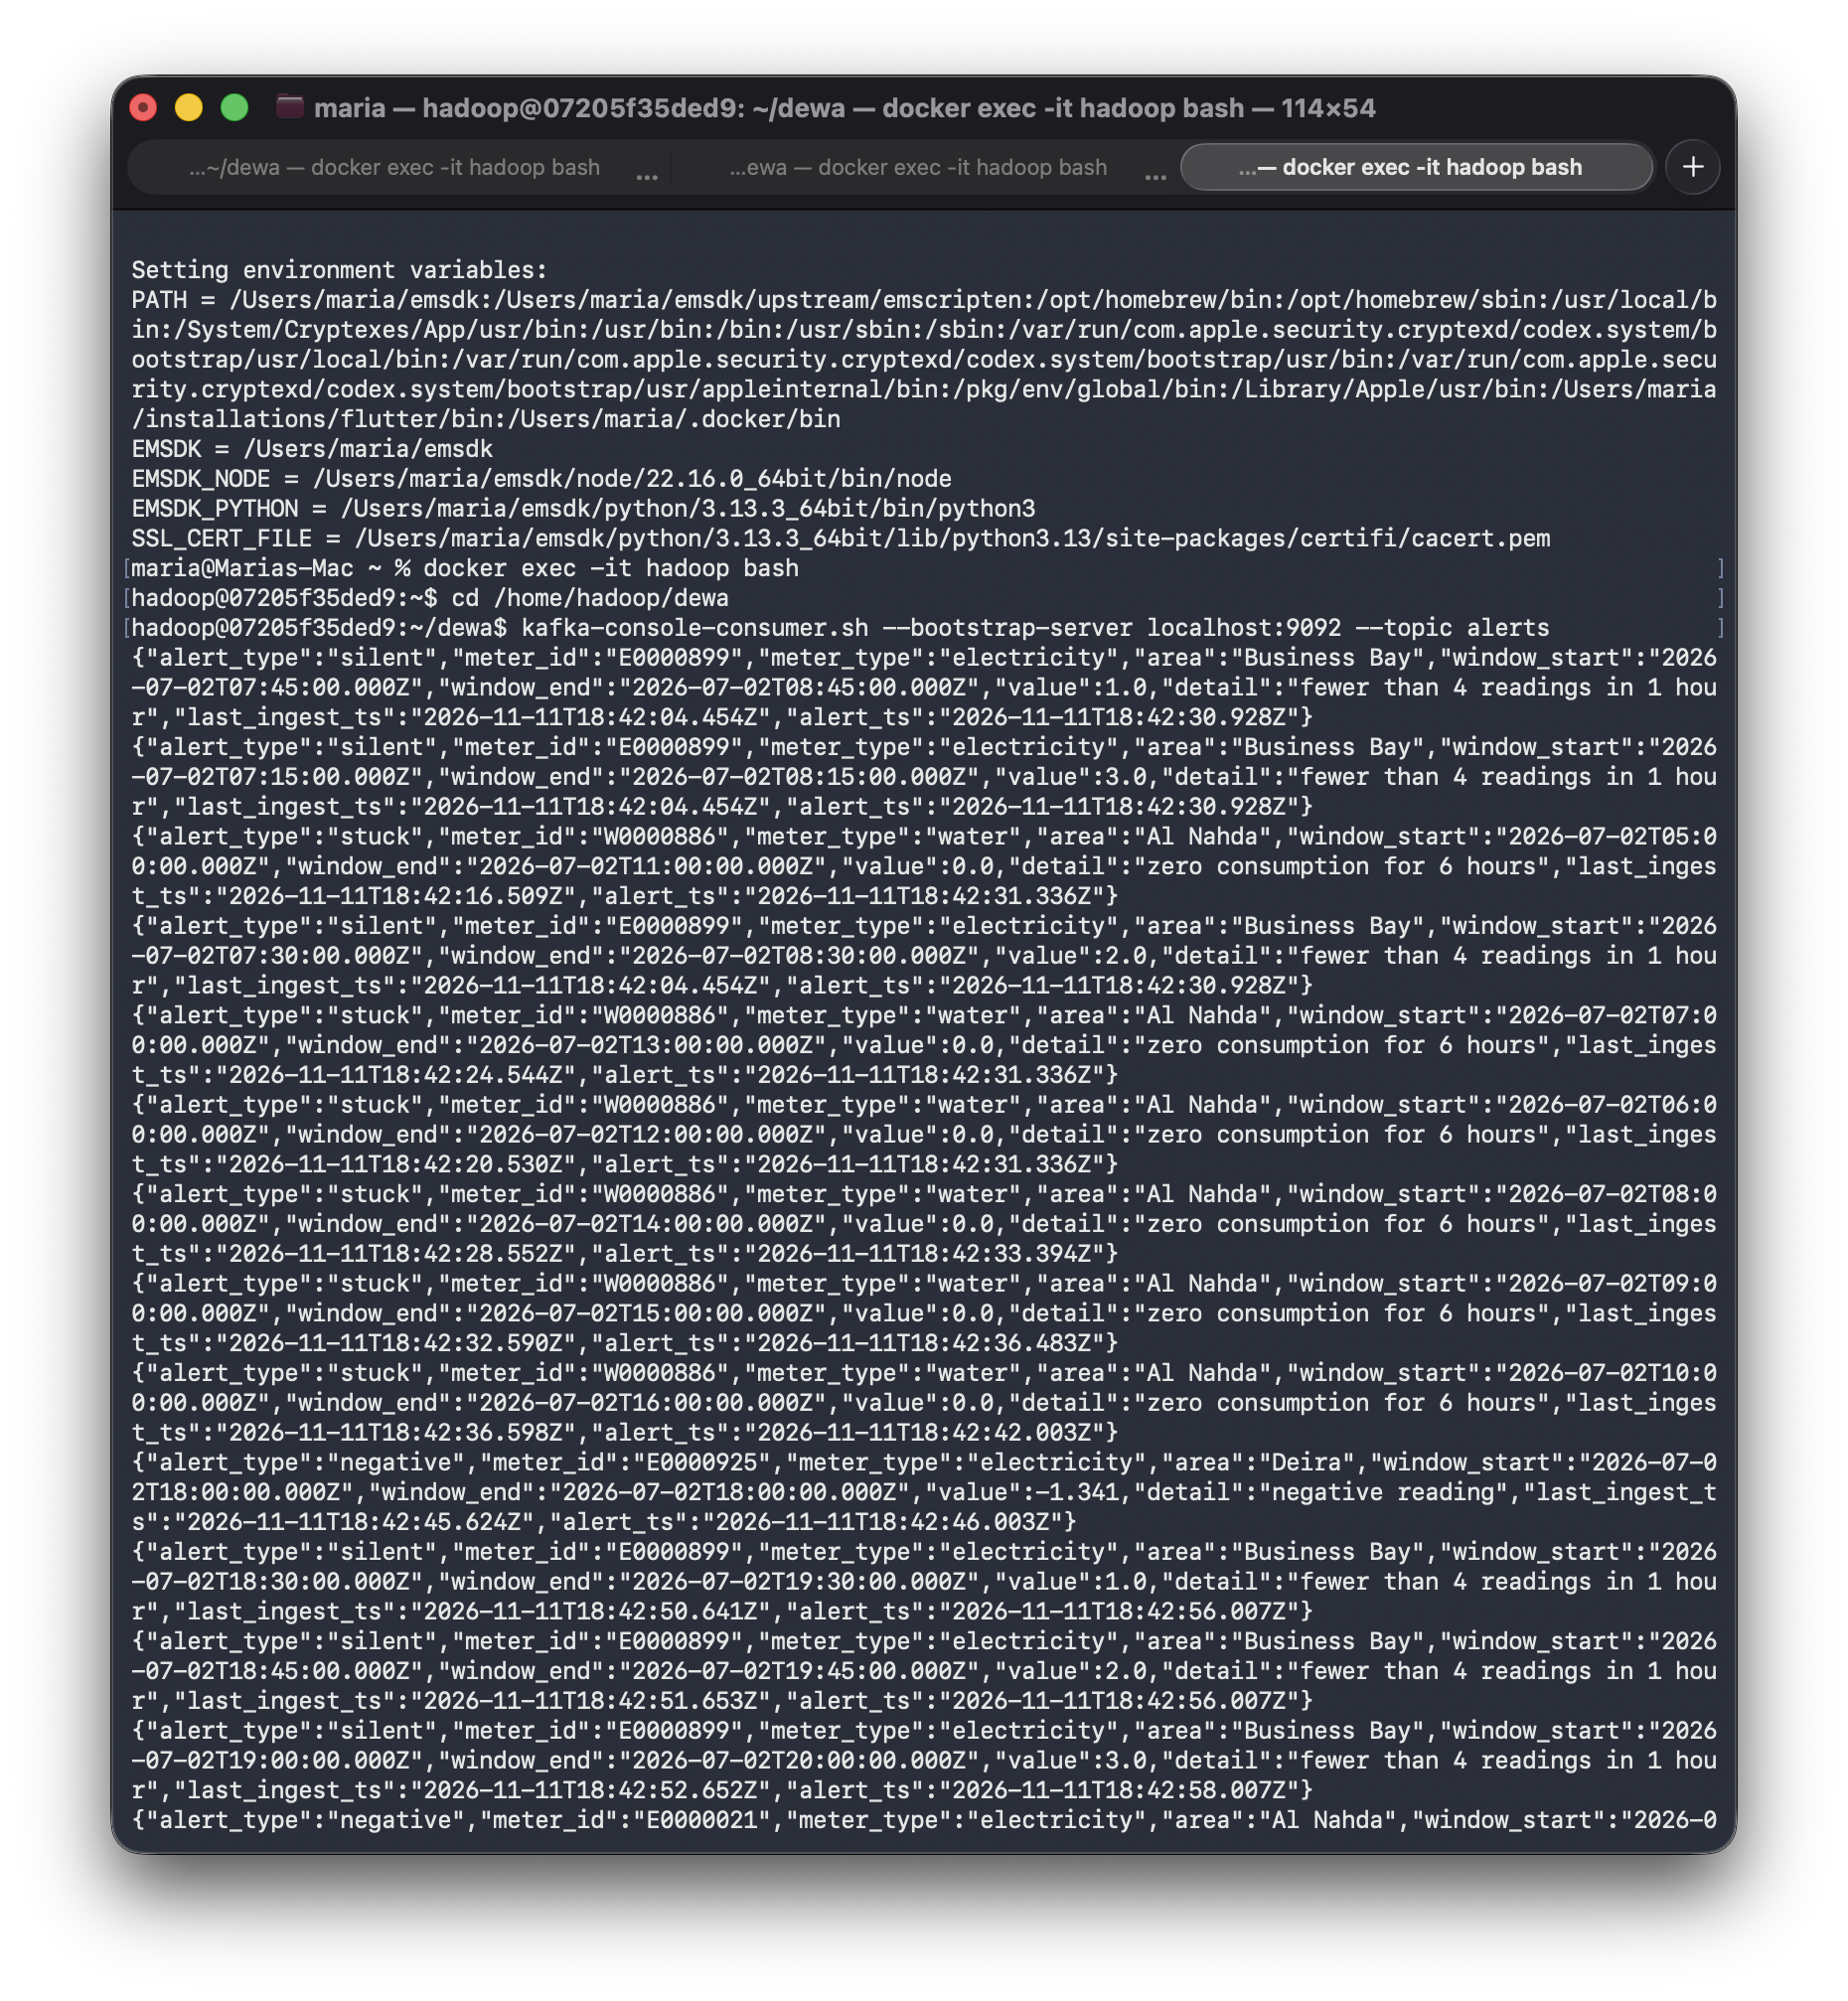 maria — hadoop@07205f35ded9: ~/dewa — docker exec -it hadoop bash — 114×54
...~/dewa — docker exec -it hadoop bash ... ...ewa — docker exec -it hadoop bash ... ...— docker exec -it hadoop bash +
Setting environment variables:
PATH = /Users/maria/emsdk:/Users/maria/emsdk/upstream/emscripten:/opt/homebrew/bin:/opt/homebrew/sbin:/usr/local/b
in:/System/Cryptexes/App/usr/bin:/usr/bin:/bin:/usr/sbin:/sbin:/var/run/com.apple.security.cryptexd/codex.system/b
ootstrap/usr/local/bin:/var/run/com.apple.security.cryptexd/codex.system/bootstrap/usr/bin:/var/run/com.apple.secu
rity.cryptexd/codex.system/bootstrap/usr/appleinternal/bin:/pkg/env/global/bin:/Library/Apple/usr/bin:/Users/maria
/installations/flutter/bin:/Users/maria/.docker/bin
EMSDK = /Users/maria/emsdk
EMSDK_NODE = /Users/maria/emsdk/node/22.16.0_64bit/bin/node
EMSDK_PYTHON = /Users/maria/emsdk/python/3.13.3_64bit/bin/python3
SSL_CERT_FILE = /Users/maria/emsdk/python/3.13.3_64bit/lib/python3.13/site-packages/certifi/cacert.pem
[maria@Marias-Mac ~ % docker exec -it hadoop bash ]
[hadoop@07205f35ded9:~$ cd /home/hadoop/dewa ]
[hadoop@07205f35ded9:~/dewa$ kafka-console-consumer.sh --bootstrap-server localhost:9092 --topic alerts ]
{"alert_type":"silent","meter_id":"E0000899","meter_type":"electricity","area":"Business Bay","window_start":"2026
-07-02T07:45:00.000Z","window_end":"2026-07-02T08:45:00.000Z","value":1.0,"detail":"fewer than 4 readings in 1 hou
r","last_ingest_ts":"2026-11-11T18:42:04.454Z","alert_ts":"2026-11-11T18:42:30.928Z"}
{"alert_type":"silent","meter_id":"E0000899","meter_type":"electricity","area":"Business Bay","window_start":"2026
-07-02T07:15:00.000Z","window_end":"2026-07-02T08:15:00.000Z","value":3.0,"detail":"fewer than 4 readings in 1 hou
r","last_ingest_ts":"2026-11-11T18:42:04.454Z","alert_ts":"2026-11-11T18:42:30.928Z"}
{"alert_type":"stuck","meter_id":"W0000886","meter_type":"water","area":"Al Nahda","window_start":"2026-07-02T05:0
0:00.000Z","window_end":"2026-07-02T11:00:00.000Z","value":0.0,"detail":"zero consumption for 6 hours","last_inges
t_ts":"2026-11-11T18:42:16.509Z","alert_ts":"2026-11-11T18:42:31.336Z"}
{"alert_type":"silent","meter_id":"E0000899","meter_type":"electricity","area":"Business Bay","window_start":"2026
-07-02T07:30:00.000Z","window_end":"2026-07-02T08:30:00.000Z","value":2.0,"detail":"fewer than 4 readings in 1 hou
r","last_ingest_ts":"2026-11-11T18:42:04.454Z","alert_ts":"2026-11-11T18:42:30.928Z"}
{"alert_type":"stuck","meter_id":"W0000886","meter_type":"water","area":"Al Nahda","window_start":"2026-07-02T07:0
0:00.000Z","window_end":"2026-07-02T13:00:00.000Z","value":0.0,"detail":"zero consumption for 6 hours","last_inges
t_ts":"2026-11-11T18:42:24.544Z","alert_ts":"2026-11-11T18:42:31.336Z"}
{"alert_type":"stuck","meter_id":"W0000886","meter_type":"water","area":"Al Nahda","window_start":"2026-07-02T06:0
0:00.000Z","window_end":"2026-07-02T12:00:00.000Z","value":0.0,"detail":"zero consumption for 6 hours","last_inges
t_ts":"2026-11-11T18:42:20.530Z","alert_ts":"2026-11-11T18:42:31.336Z"}
{"alert_type":"stuck","meter_id":"W0000886","meter_type":"water","area":"Al Nahda","window_start":"2026-07-02T08:0
0:00.000Z","window_end":"2026-07-02T14:00:00.000Z","value":0.0,"detail":"zero consumption for 6 hours","last_inges
t_ts":"2026-11-11T18:42:28.552Z","alert_ts":"2026-11-11T18:42:33.394Z"}
{"alert_type":"stuck","meter_id":"W0000886","meter_type":"water","area":"Al Nahda","window_start":"2026-07-02T09:0
0:00.000Z","window_end":"2026-07-02T15:00:00.000Z","value":0.0,"detail":"zero consumption for 6 hours","last_inges
t_ts":"2026-11-11T18:42:32.590Z","alert_ts":"2026-11-11T18:42:36.483Z"}
{"alert_type":"stuck","meter_id":"W0000886","meter_type":"water","area":"Al Nahda","window_start":"2026-07-02T10:0
0:00.000Z","window_end":"2026-07-02T16:00:00.000Z","value":0.0,"detail":"zero consumption for 6 hours","last_inges
t_ts":"2026-11-11T18:42:36.598Z","alert_ts":"2026-11-11T18:42:42.003Z"}
{"alert_type":"negative","meter_id":"E0000925","meter_type":"electricity","area":"Deira","window_start":"2026-07-0
2T18:00:00.000Z","window_end":"2026-07-02T18:00:00.000Z","value":-1.341,"detail":"negative reading","last_ingest_t
s":"2026-11-11T18:42:45.624Z","alert_ts":"2026-11-11T18:42:46.003Z"}
{"alert_type":"silent","meter_id":"E0000899","meter_type":"electricity","area":"Business Bay","window_start":"2026
-07-02T18:30:00.000Z","window_end":"2026-07-02T19:30:00.000Z","value":1.0,"detail":"fewer than 4 readings in 1 hou
r","last_ingest_ts":"2026-11-11T18:42:50.641Z","alert_ts":"2026-11-11T18:42:56.007Z"}
{"alert_type":"silent","meter_id":"E0000899","meter_type":"electricity","area":"Business Bay","window_start":"2026
-07-02T18:45:00.000Z","window_end":"2026-07-02T19:45:00.000Z","value":2.0,"detail":"fewer than 4 readings in 1 hou
r","last_ingest_ts":"2026-11-11T18:42:51.653Z","alert_ts":"2026-11-11T18:42:56.007Z"}
{"alert_type":"silent","meter_id":"E0000899","meter_type":"electricity","area":"Business Bay","window_start":"2026
-07-02T19:00:00.000Z","window_end":"2026-07-02T20:00:00.000Z","value":3.0,"detail":"fewer than 4 readings in 1 hou
r","last_ingest_ts":"2026-11-11T18:42:52.652Z","alert_ts":"2026-11-11T18:42:58.007Z"}
{"alert_type":"negative","meter_id":"E0000021","meter_type":"electricity","area":"Al Nahda","window_start":"2026-0